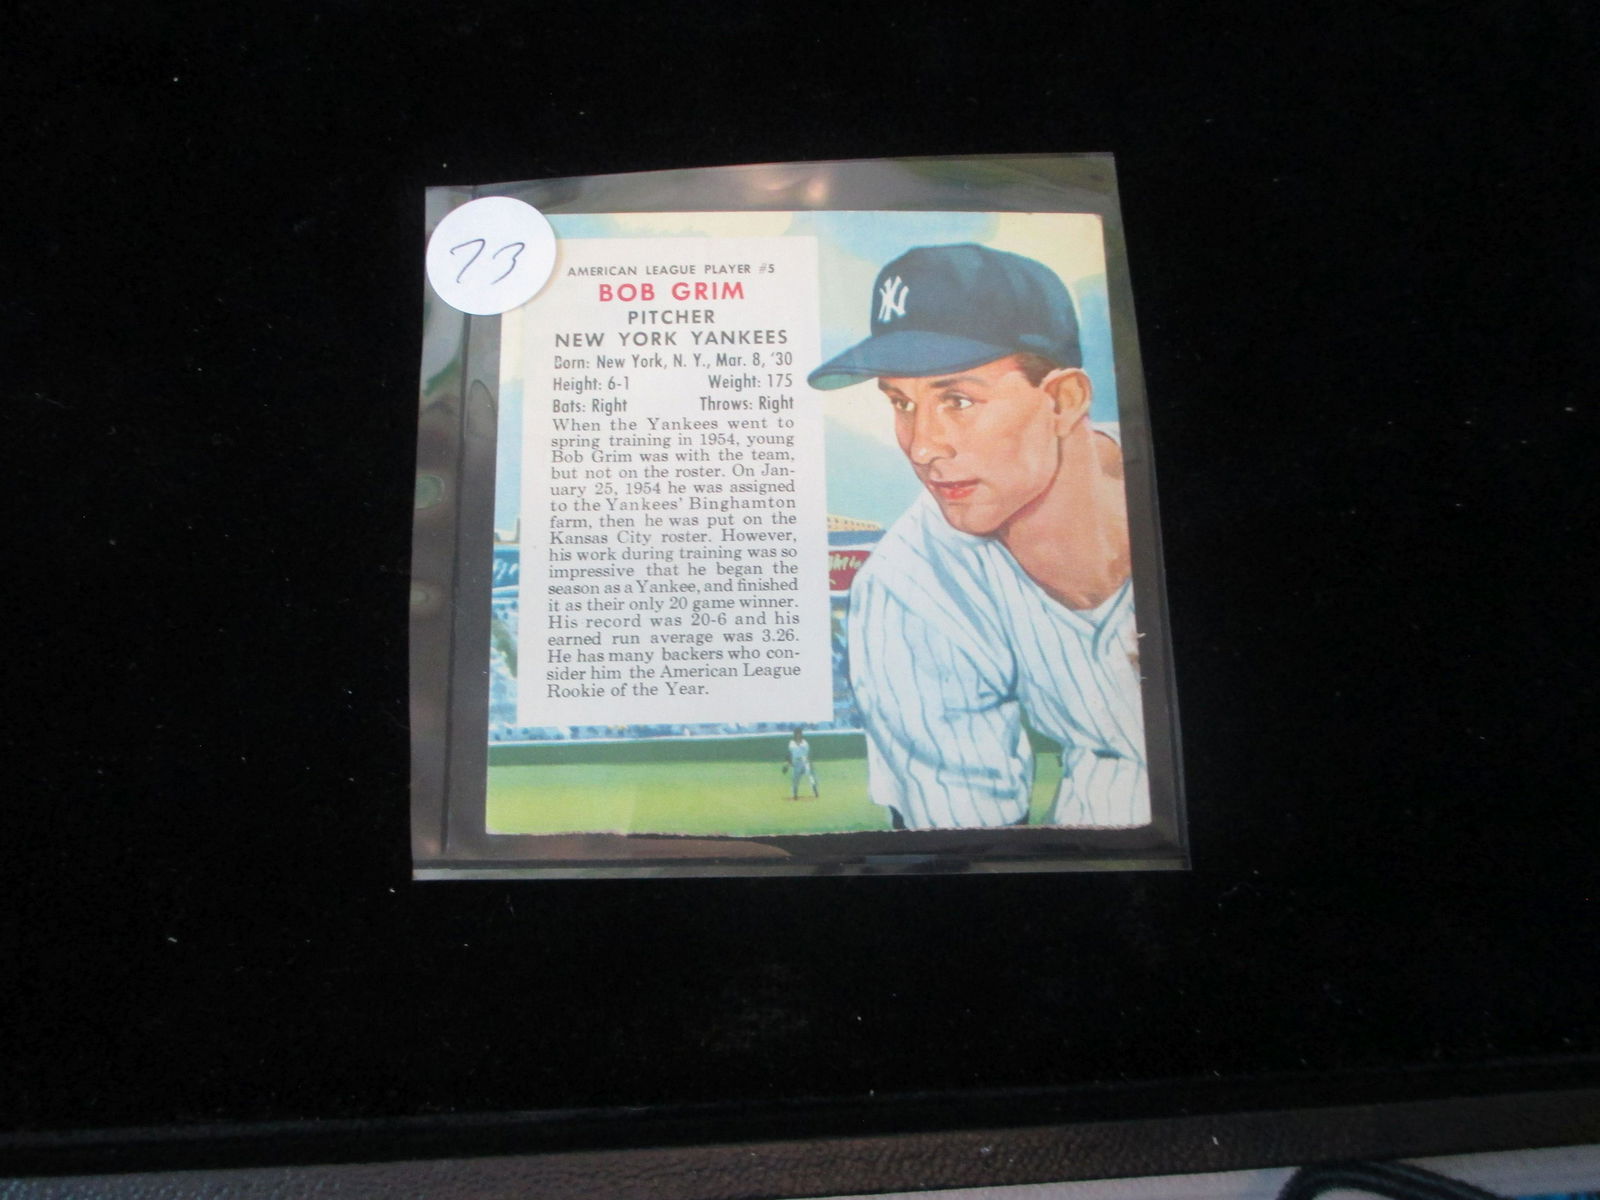 73
AMERICAN LEAGUE PLAYER #5
BOB GRIM
PITCHER
NEW YORK YANKEES
Born: New York, N. Y., Mar. 8, '30
Height: 6-1 Weight: 175
Bats: Right Throws: Right
When the Yankees went to
spring training in 1954, young
Bob Grim was with the team,
but not on the roster. On Jan-
uary 25, 1954 he was assigned
to the Yankees' Binghamton
farm, then he was put on the
Kansas City roster. However,
his work during training was so
impressive that he began the
season as a Yankee, and finished
it as their only 20 game winner.
His record was 20-6 and his
earned run average was 3.26.
He has many backers who con-
sider him the American League
Rookie of the Year.
NY